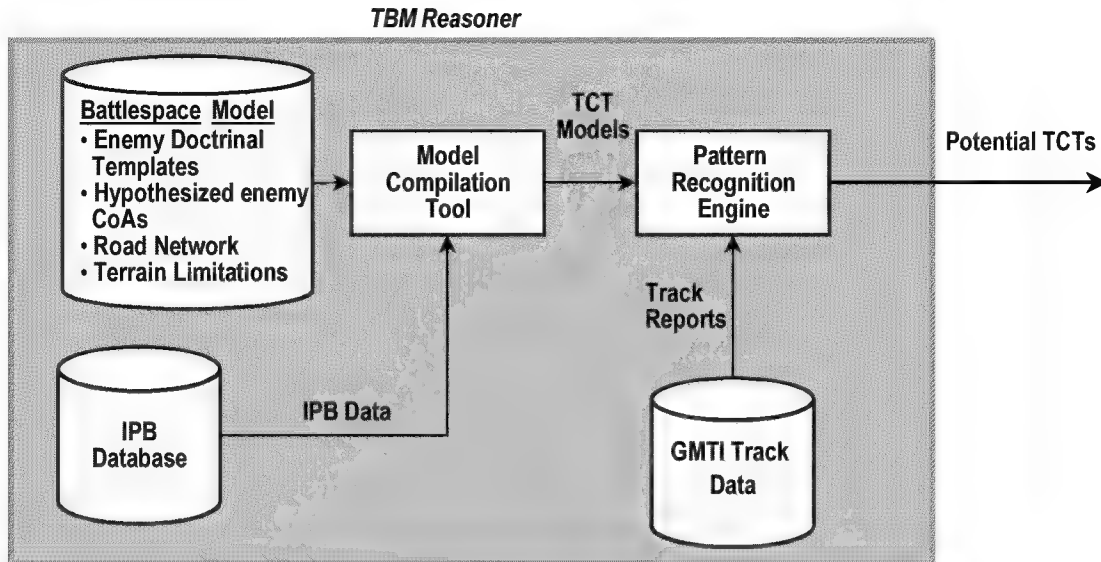 TBM Reasoner
Battlespace Model
• Enemy Doctrinal
Templates
• Hypothesized enemy
CoAs
• Road Network
• Terrain Limitations
Model
Compilation
Tool
TCT
Models
Pattern
Recognition
Engine
Potential TCTs
Track
Reports
IPB
Database
IPB Data
GMTI Track
Data